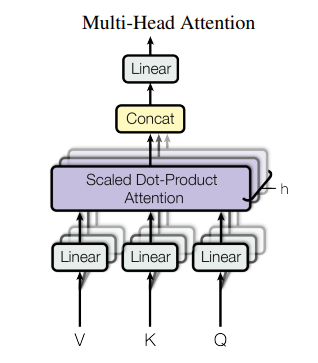 Multi-Head Attention
Linear
Concat
Scaled Dot-Product
Attention
h
Linear Linear Linear
V K Q